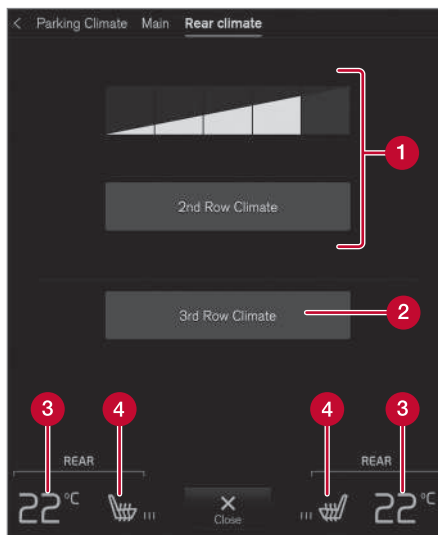 < Parking Climate Main Rear climate
1
2nd Row Climate
3rd Row Climate
2
3 4 4 3
REAR REAR
22°C 22°C
Close